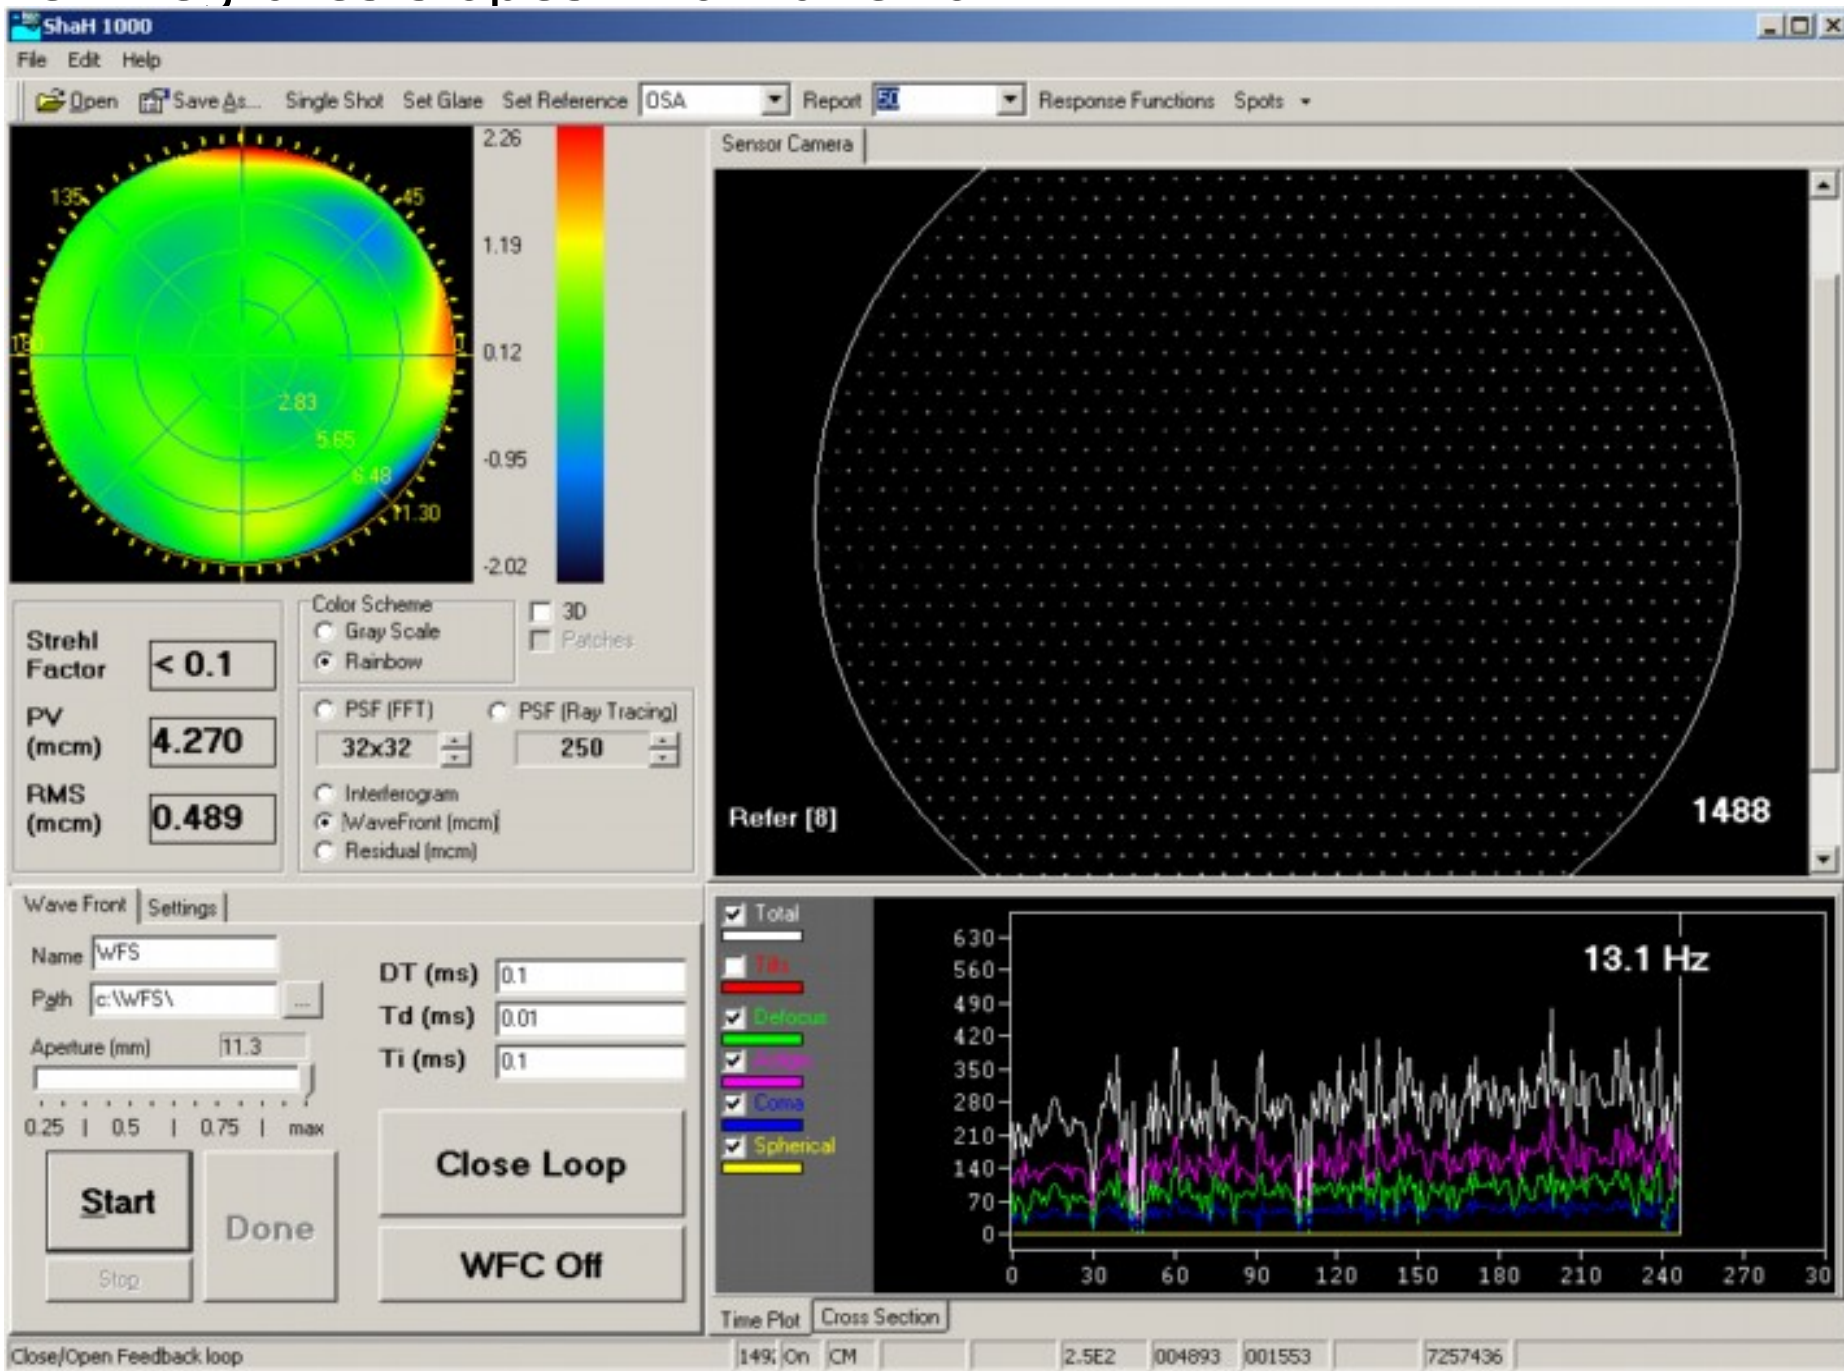 ShaH 1000
File Edit Help
Open Save As... Single Shot Set Glare Set Reference OSA Report 50 Response Functions Spots
135 45
180 0
2.83
5.65
8.48
11.30
2.26
1.19
0.12
-0.95
-2.02
Sensor Camera
Refer [8]
1488
Strehl Factor < 0.1
PV (mcm) 4.270
RMS (mcm) 0.489
Color Scheme
Gray Scale
Rainbow
3D
Patches
PSF (FFT) PSF (Ray Tracing)
32x32 250
Interferogram
WaveFront (mcm)
Residual (mcm)
Wave Front Settings
Name WFS
Path c:\WFS\ ...
Aperture (mm) 11.3
0.25 | 0.5 | 0.75 | max
DT (ms) 0.1
Td (ms) 0.01
Ti (ms) 0.1
Start
Stop
Done
Close Loop
WFC Off
Total
Tilts
Defocus
Coma
Spherical
13.1 Hz
630
560
490
420
350
280
210
140
70
0
0 30 60 90 120 150 180 210 240 270 30
Time Plot Cross Section
Close/Open Feedback loop 149 On CM 2.5E2 004893 001553 7257436